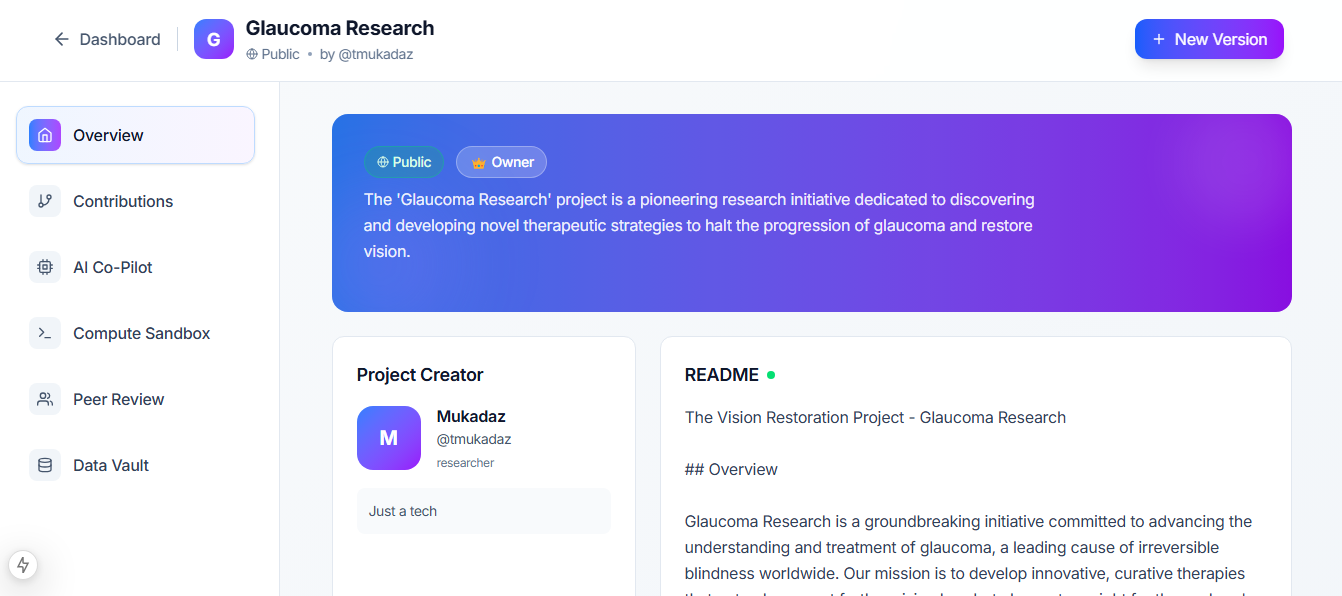 Dashboard
G
Glaucoma Research
Public • by @tmukadaz
+ New Version
Overview
Contributions
AI Co-Pilot
Compute Sandbox
Peer Review
Data Vault
Public
Owner
The 'Glaucoma Research' project is a pioneering research initiative dedicated to discovering
and developing novel therapeutic strategies to halt the progression of glaucoma and restore
vision.
Project Creator
M
Mukadaz
@tmukadaz
researcher
Just a tech
README
The Vision Restoration Project - Glaucoma Research
## Overview
Glaucoma Research is a groundbreaking initiative committed to advancing the
understanding and treatment of glaucoma, a leading cause of irreversible
blindness worldwide. Our mission is to develop innovative, curative therapies